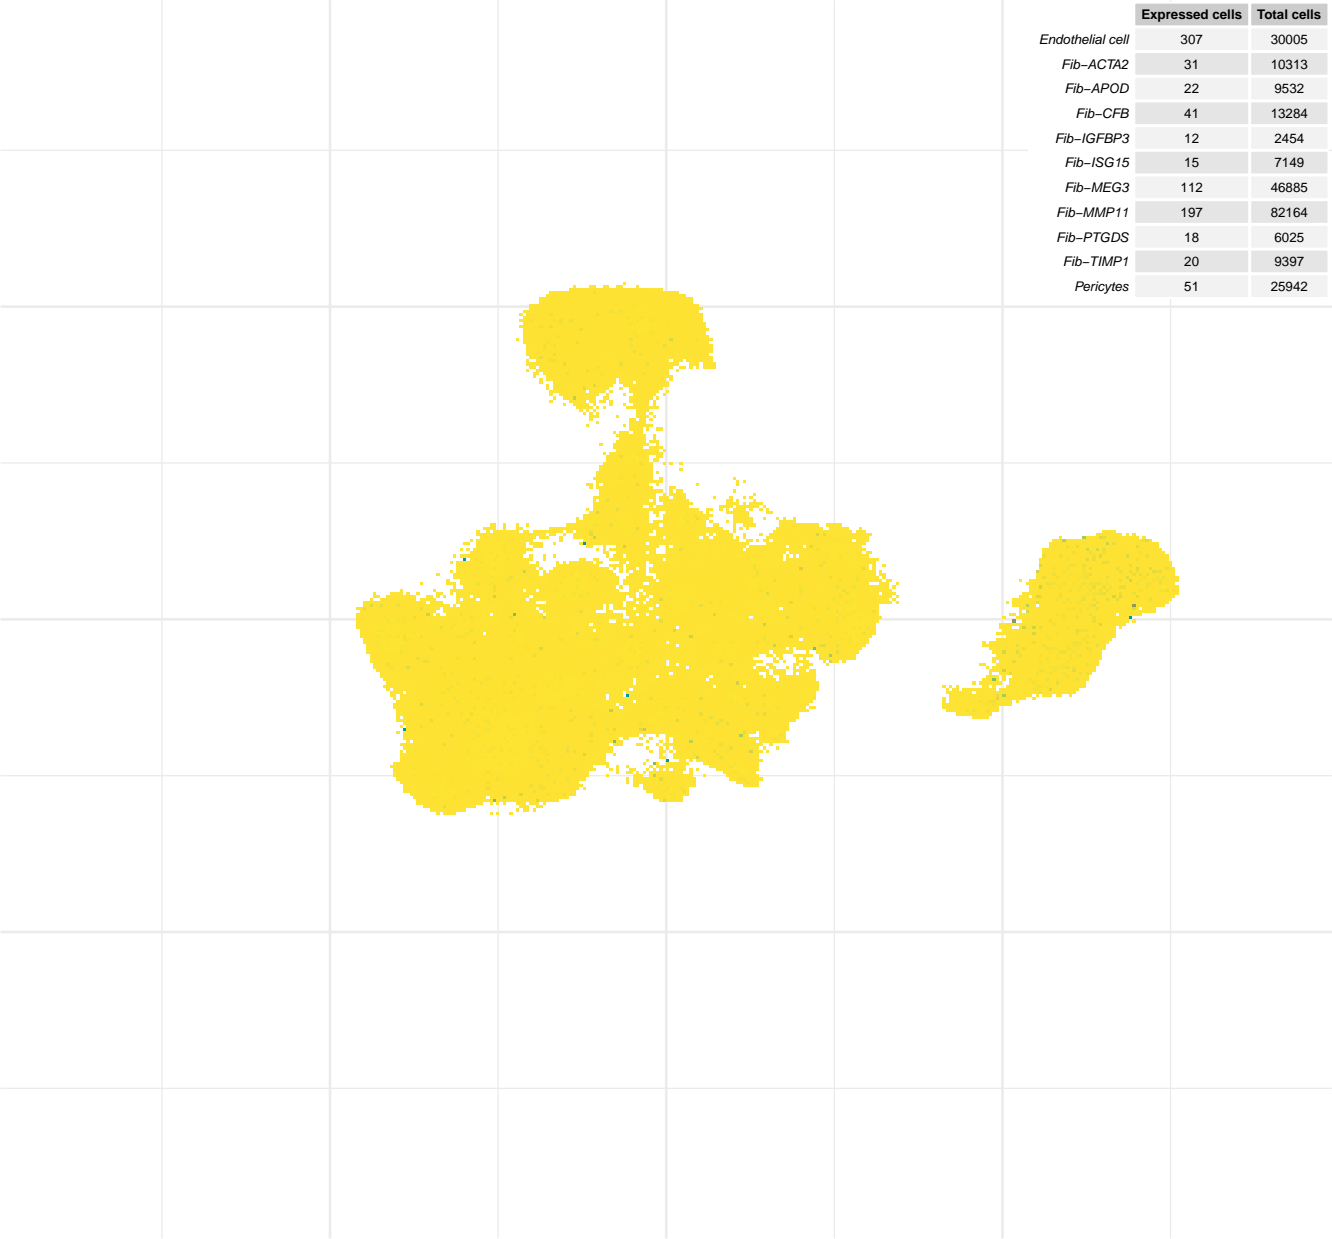 Expressed cells Total cells
Endothelial cell 307 30005
Fib−ACTA2 31 10313
Fib−APOD 22 9532
Fib−CFB 41 13284
Fib−IGFBP3 12 2454
Fib−ISG15 15 7149
Fib−MEG3 112 46885
Fib−MMP11 197 82164
Fib−PTGDS 18 6025
Fib−TIMP1 20 9397
Pericytes 51 25942